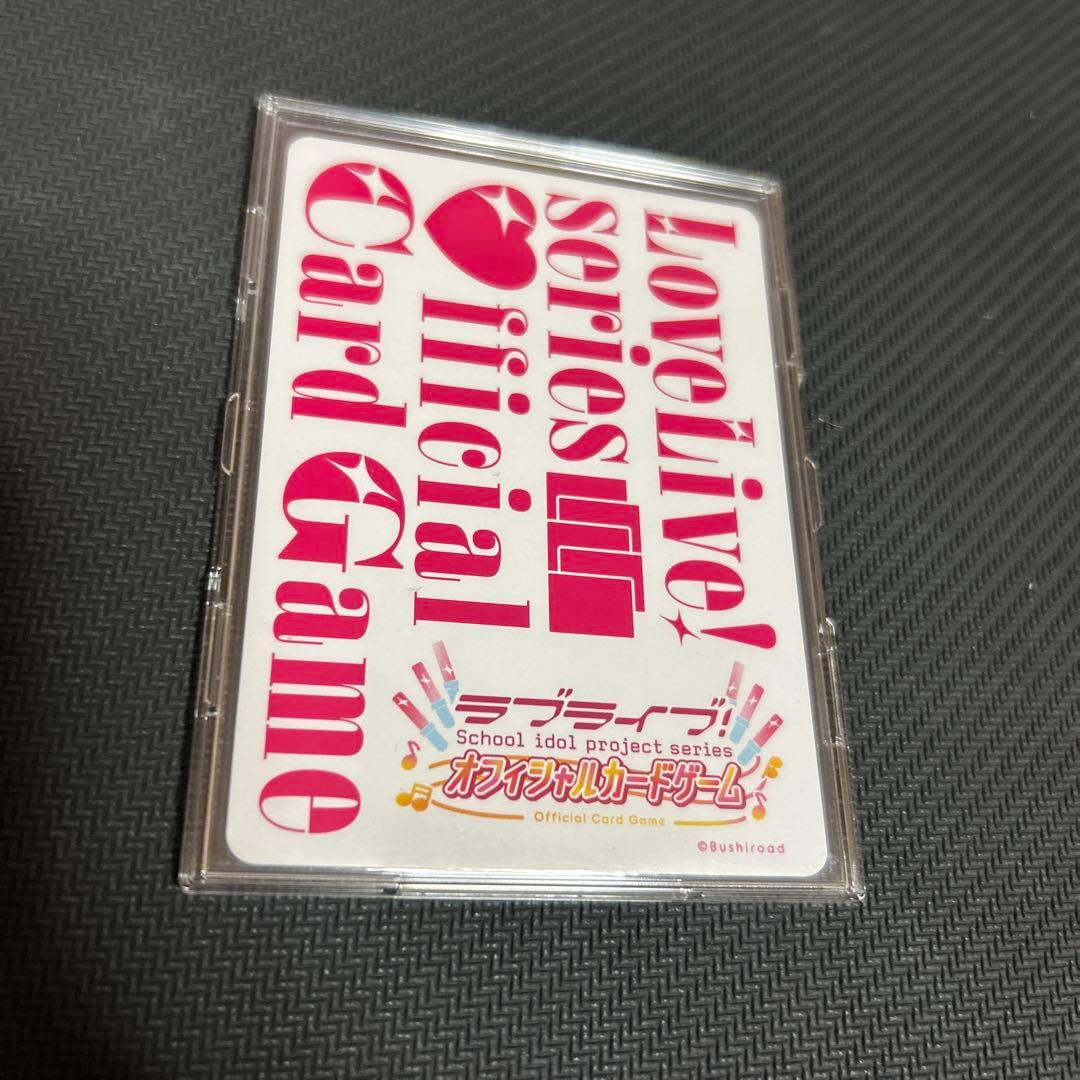 LoveLive!
series
Official
Card Game
ラブライブ!
School idol project series
オフィシャルカードゲーム
Official Card Game
©Bushiroad